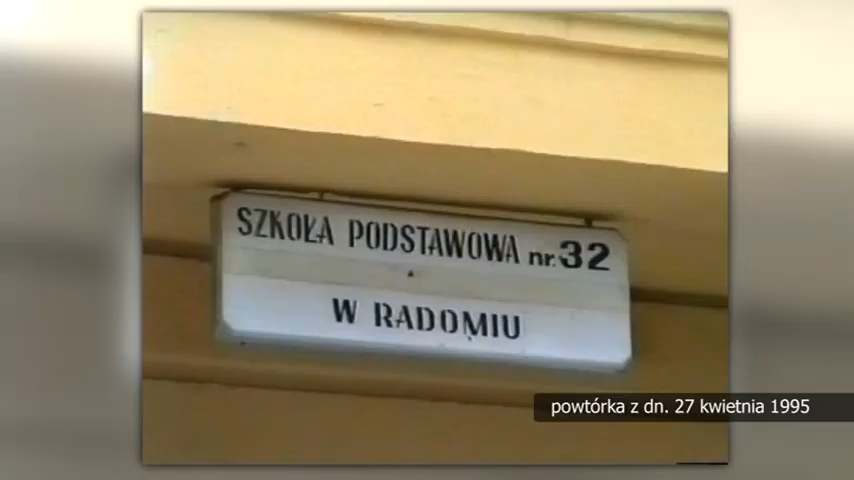 SZKOŁA PODSTAWOWA nr. 32
W RADOMIU
powtórka z dn. 27 kwietnia 1995